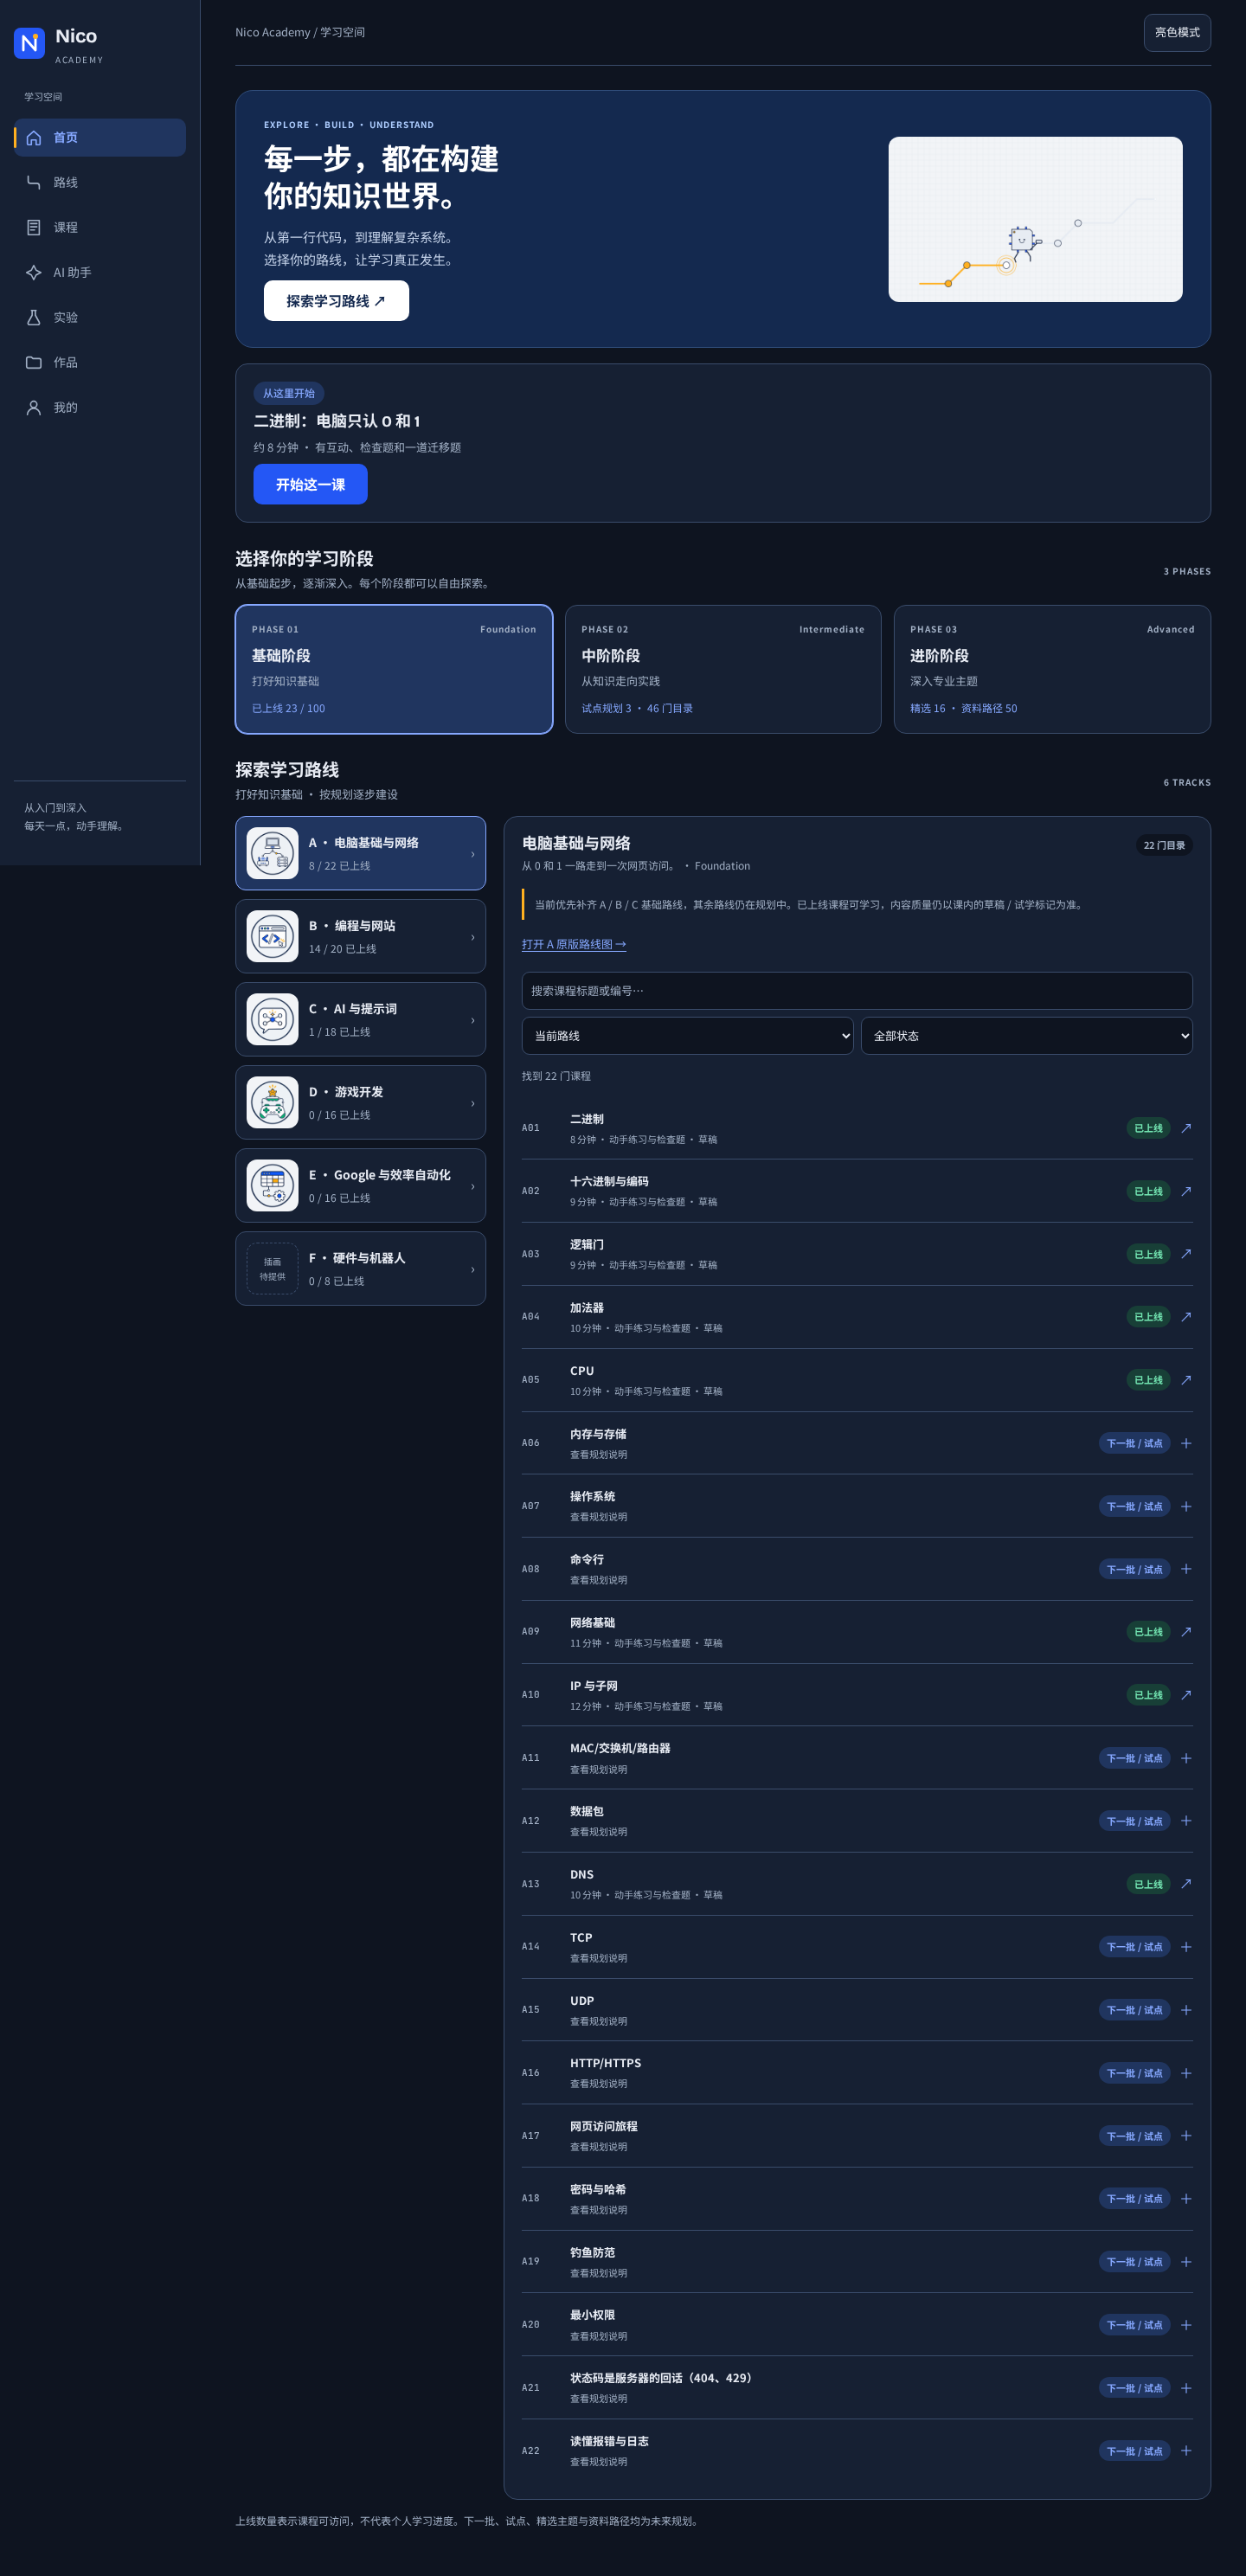 Nico
ACADEMY
学习空间
首页
路线
课程
AI 助手
实验
作品
我的
从入门到深入
每天一点，动手理解。
Nico Academy / 学习空间
亮色模式
EXPLORE · BUILD · UNDERSTAND
每一步，都在构建
你的知识世界。
从第一行代码，到理解复杂系统。
选择你的路线，让学习真正发生。
探索学习路线 ↗
从这里开始
二进制：电脑只认 0 和 1
约 8 分钟 · 有互动、检查题和一道迁移题
开始这一课
选择你的学习阶段
从基础起步，逐渐深入。每个阶段都可以自由探索。
3 PHASES
PHASE 01 Foundation
基础阶段
打好知识基础
已上线 23 / 100
PHASE 02 Intermediate
中阶阶段
从知识走向实践
试点规划 3 · 46 门目录
PHASE 03 Advanced
进阶阶段
深入专业主题
精选 16 · 资料路径 50
探索学习路线
打好知识基础 · 按规划逐步建设
6 TRACKS
A · 电脑基础与网络
8 / 22 已上线
B · 编程与网站
14 / 20 已上线
C · AI 与提示词
1 / 18 已上线
D · 游戏开发
0 / 16 已上线
E · Google 与效率自动化
0 / 16 已上线
插画
待提供
F · 硬件与机器人
0 / 8 已上线
电脑基础与网络
22 门目录
从 0 和 1 一路走到一次网页访问。 · Foundation
当前优先补齐 A / B / C 基础路线，其余路线仍在规划中。已上线课程可学习，内容质量仍以课内的草稿 / 试学标记为准。
打开 A 原版路线图 →
搜索课程标题或编号…
当前路线
全部状态
找到 22 门课程
A01 二进制 已上线 ↗
8 分钟 · 动手练习与检查题 · 草稿
A02 十六进制与编码 已上线 ↗
9 分钟 · 动手练习与检查题 · 草稿
A03 逻辑门 已上线 ↗
9 分钟 · 动手练习与检查题 · 草稿
A04 加法器 已上线 ↗
10 分钟 · 动手练习与检查题 · 草稿
A05 CPU 已上线 ↗
10 分钟 · 动手练习与检查题 · 草稿
A06 内存与存储 下一批 / 试点 +
查看规划说明
A07 操作系统 下一批 / 试点 +
查看规划说明
A08 命令行 下一批 / 试点 +
查看规划说明
A09 网络基础 已上线 ↗
11 分钟 · 动手练习与检查题 · 草稿
A10 IP 与子网 已上线 ↗
12 分钟 · 动手练习与检查题 · 草稿
A11 MAC/交换机/路由器 下一批 / 试点 +
查看规划说明
A12 数据包 下一批 / 试点 +
查看规划说明
A13 DNS 已上线 ↗
10 分钟 · 动手练习与检查题 · 草稿
A14 TCP 下一批 / 试点 +
查看规划说明
A15 UDP 下一批 / 试点 +
查看规划说明
A16 HTTP/HTTPS 下一批 / 试点 +
查看规划说明
A17 网页访问旅程 下一批 / 试点 +
查看规划说明
A18 密码与哈希 下一批 / 试点 +
查看规划说明
A19 钓鱼防范 下一批 / 试点 +
查看规划说明
A20 最小权限 下一批 / 试点 +
查看规划说明
A21 状态码是服务器的回话（404、429） 下一批 / 试点 +
查看规划说明
A22 读懂报错与日志 下一批 / 试点 +
查看规划说明
上线数量表示课程可访问，不代表个人学习进度。下一批、试点、精选主题与资料路径均为未来规划。